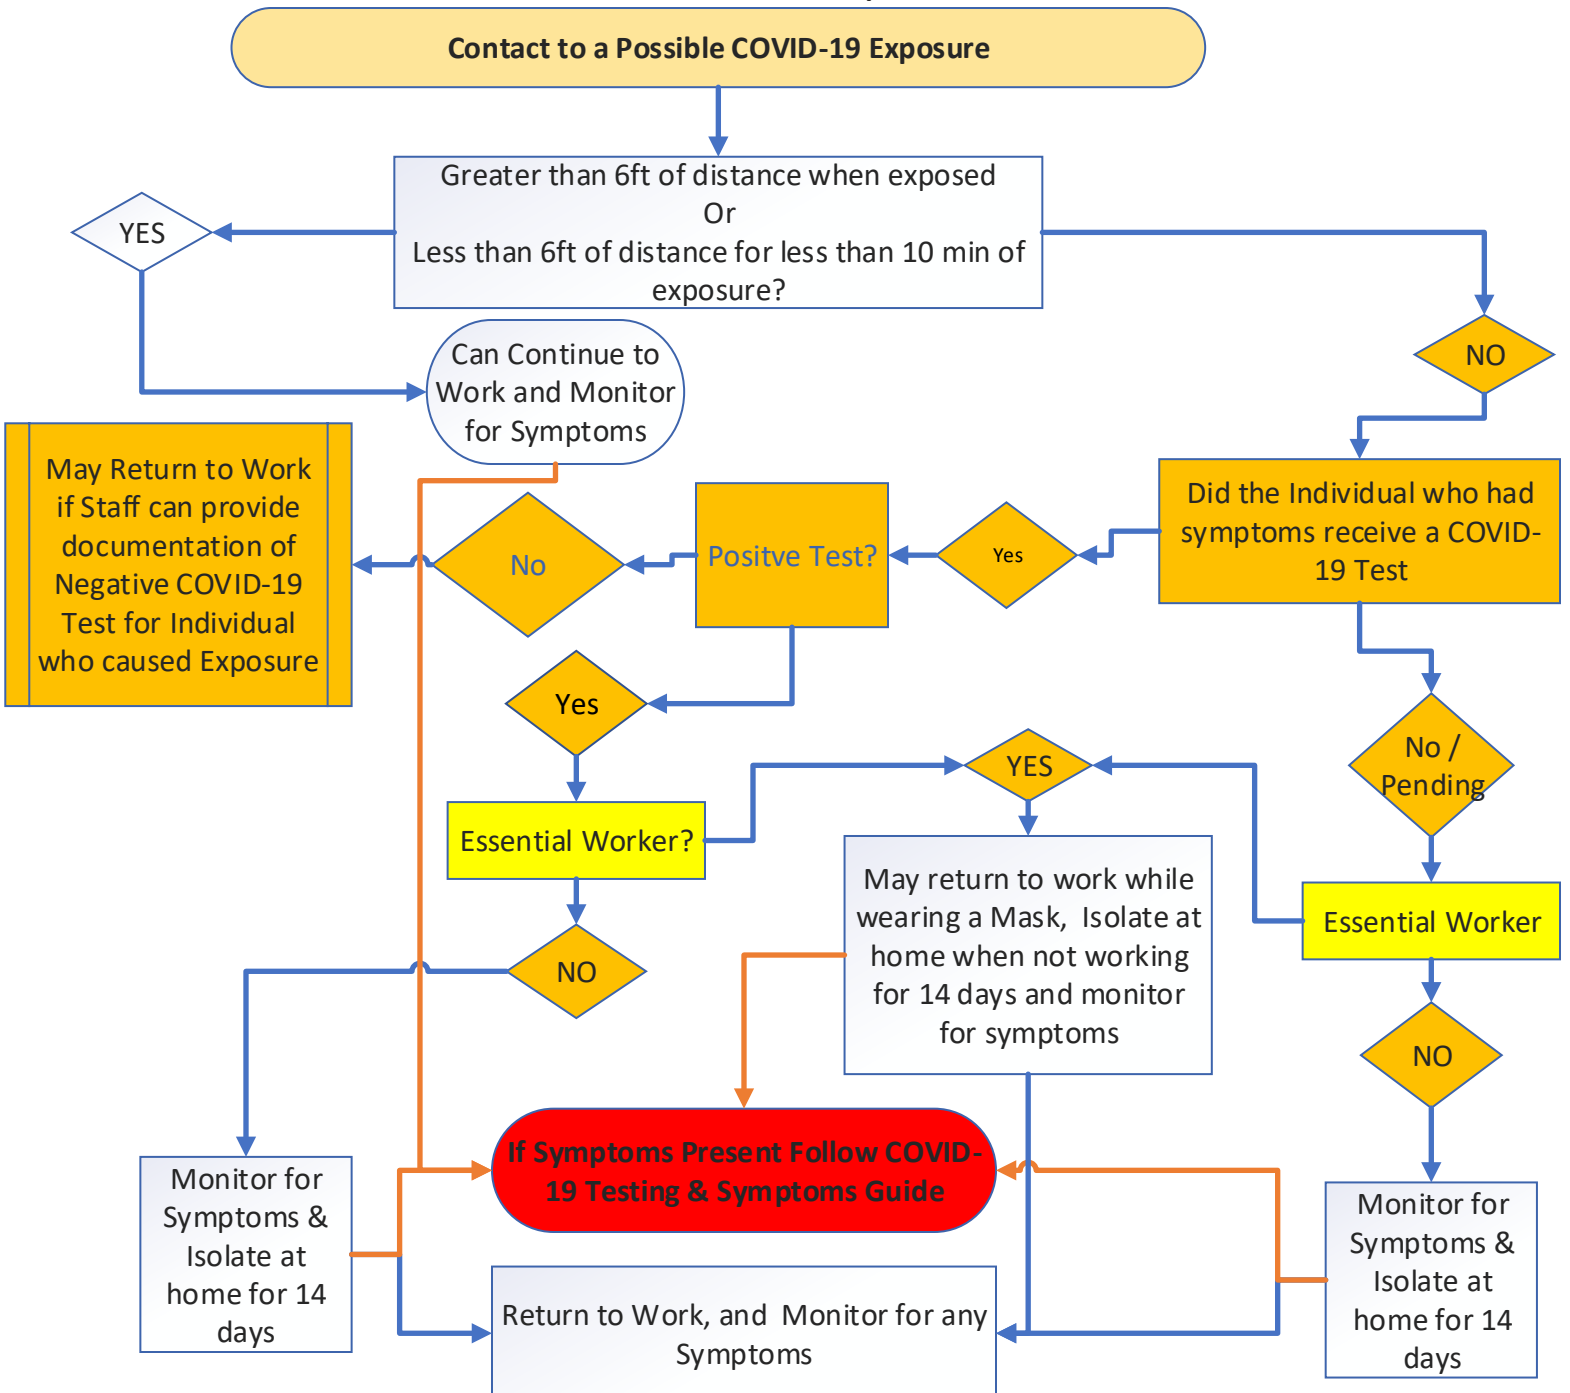 Contact to a Possible COVID-19 Exposure
Greater than 6ft of distance when exposed
Or
Less than 6ft of distance for less than 10 min of
exposure?
YES
NO
Can Continue to
Work and Monitor
for Symptoms
May Return to Work
if Staff can provide
documentation of
Negative COVID-19
Test for Individual
who caused Exposure
No
Positve Test?
Yes
Did the Individual who had
symptoms receive a COVID-
19 Test
Yes
YES
No /
Pending
Essential Worker?
May return to work while
wearing a Mask, Isolate at
home when not working
for 14 days and monitor
for symptoms
Essential Worker
NO
NO
If Symptoms Present Follow COVID-
19 Testing & Symptoms Guide
Monitor for
Symptoms &
Isolate at
home for 14
days
Monitor for
Symptoms &
Isolate at
home for 14
days
Return to Work, and Monitor for any
Symptoms